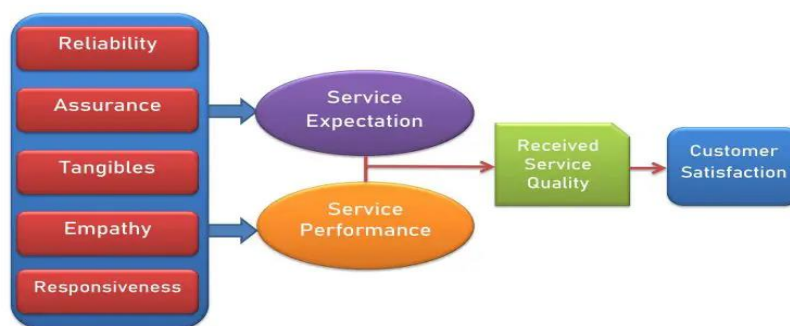 Reliability
Assurance
Tangibles
Empathy
Responsiveness
Service
Expectation
Service
Performance
Received
Service
Quality
Customer
Satisfaction